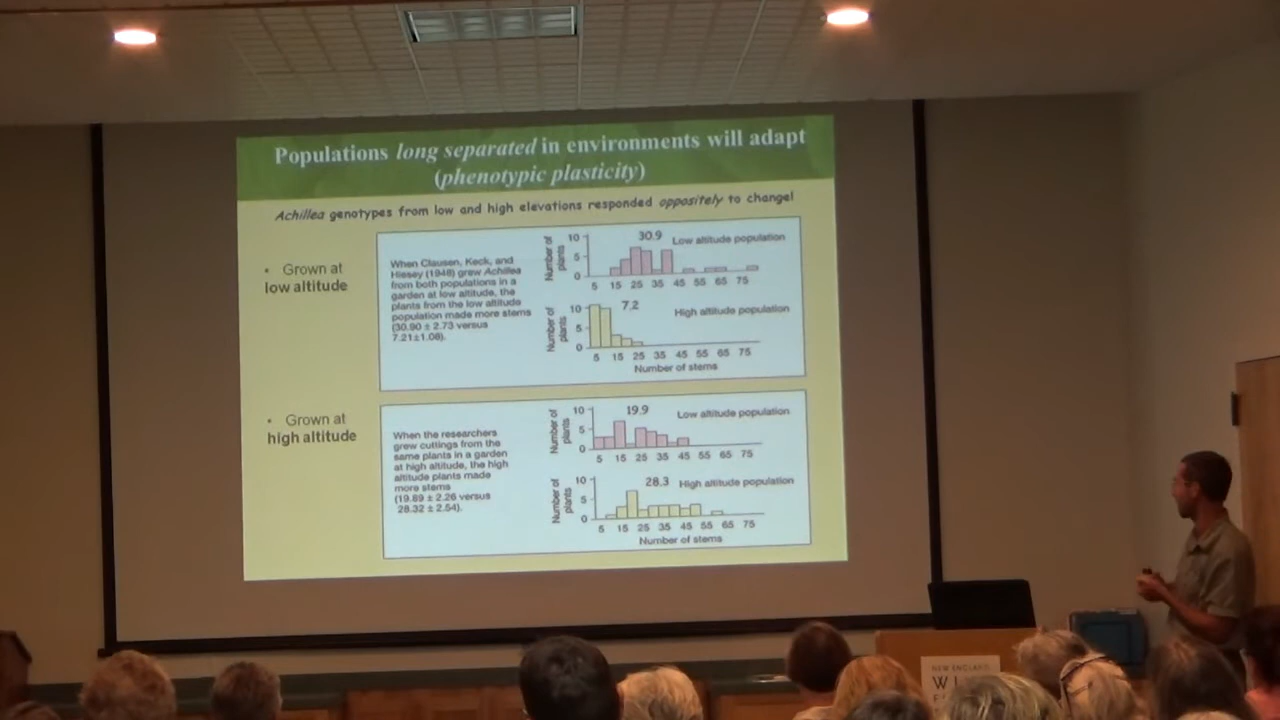 Populations long separated in environments will adapt
(phenotypic plasticity)
Achillea genotypes from low and high elevations responded oppositely to change!
• Grown at
low altitude
When Clausen, Keck, and
Hiesey (1948) grew Achillea
from both populations in a
garden at low altitude, the
plants from the low altitude
population made more stems
(30.90 ± 2.73 versus
7.21±1.08).
Number of
plants
10
5
0
30.9
Low altitude population
5 15 25 35 45 55 65 75
Number of
plants
10
5
0
7.2
High altitude population
5 15 25 35 45 55 65 75
Number of stems
• Grown at
high altitude
When the researchers
grew cuttings from the
same plants in a garden
at high altitude, the high
altitude plants made
more stems
(19.89 ± 2.26 versus
28.32 ± 2.54).
Number of
plants
10
5
0
19.9
Low altitude population
5 15 25 35 45 55 65 75
Number of
plants
10
5
0
28.3
High altitude population
5 15 25 35 45 55 65 75
Number of stems
NEW ENGLAND